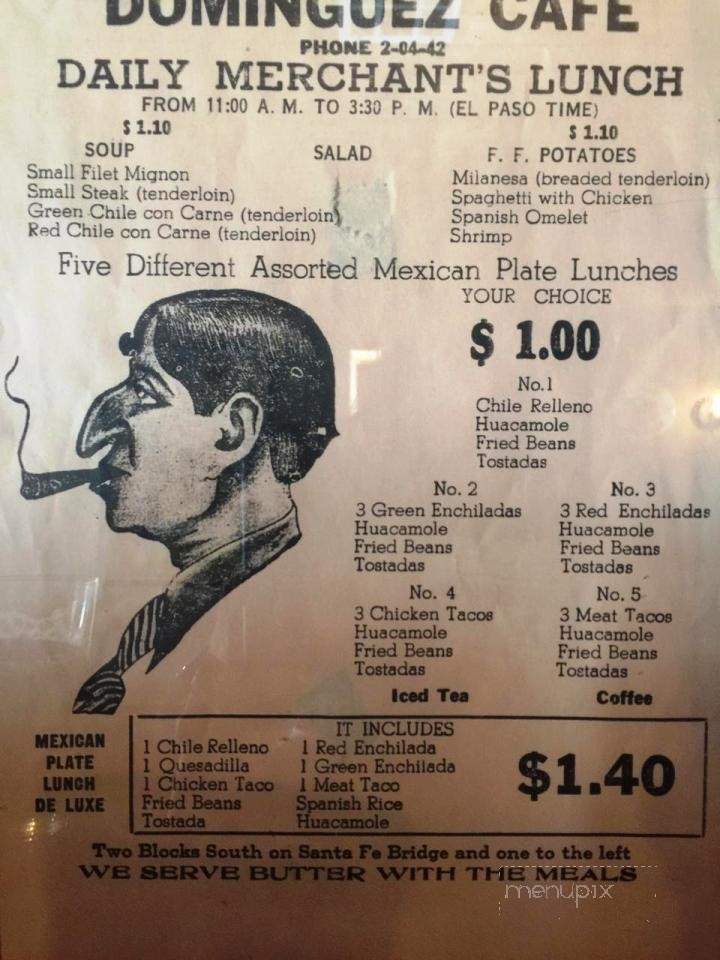 DOMINGUEZ CAFE
PHONE 2-04-42
DAILY MERCHANT'S LUNCH
FROM 11:00 A. M. TO 3:30 P. M. (EL PASO TIME)
$1.10 $1.10
SOUP SALAD F. F. POTATOES
Small Filet Mignon
Small Steak (tenderloin)
Green Chile con Carne (tenderloin)
Red Chile con Carne (tenderloin)
Milanesa (breaded tenderloin)
Spaghetti with Chicken
Spanish Omelet
Shrimp
Five Different Assorted Mexican Plate Lunches
YOUR CHOICE
$ 1.00
No.1
Chile Relleno
Huacamole
Fried Beans
Tostadas
No. 2
3 Green Enchiladas
Huacamole
Fried Beans
Tostadas
No. 3
3 Red Enchiladas
Huacamole
Fried Beans
Tostadas
No. 4
3 Chicken Tacos
Huacamole
Fried Beans
Tostadas
No. 5
3 Meat Tacos
Huacamole
Fried Beans
Tostadas
Iced Tea Coffee
MEXICAN
PLATE
LUNCH
DE LUXE
IT INCLUDES
1 Chile Relleno
1 Quesadilla
1 Chicken Taco
Fried Beans
Tostada
1 Red Enchilada
1 Green Enchilada
1 Meat Taco
Spanish Rice
Huacamole
$1.40
Two Blocks South on Santa Fe Bridge and one to the left
WE SERVE BUTTER WITH THE MEALS
menupix